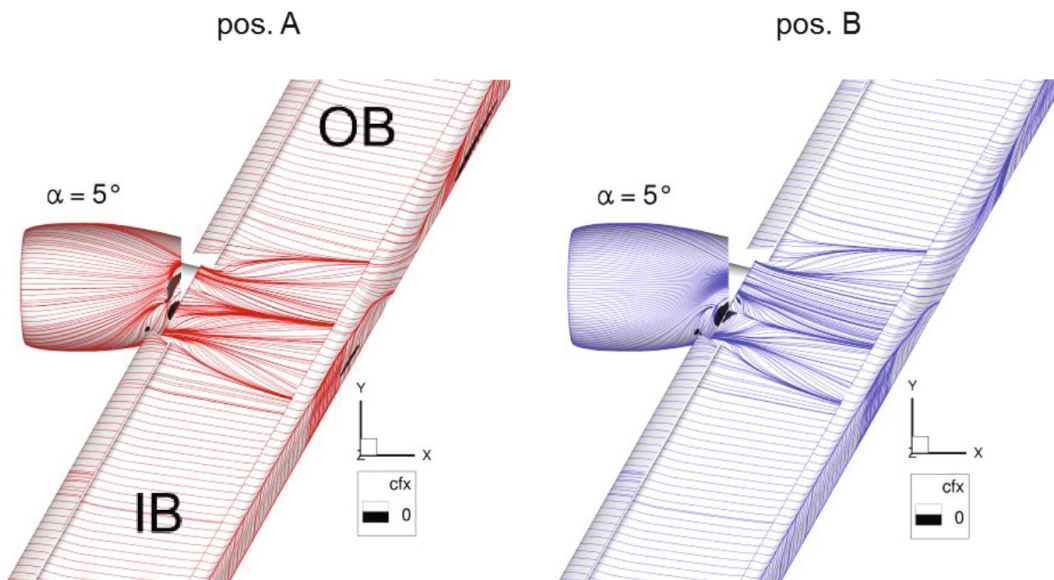 pos. A
pos. B
OB
α = 5°
α = 5°
Y
Z X
cfx
0
IB
Y
Z X
cfx
0